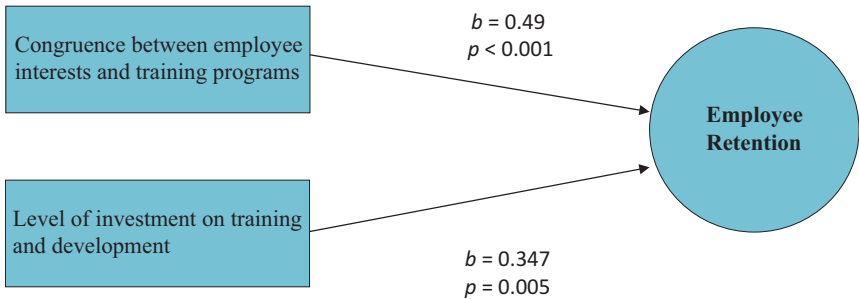 Congruence between employee
interests and training programs
b = 0.49
p < 0.001
Employee
Retention
Level of investment on training
and development
b = 0.347
p = 0.005